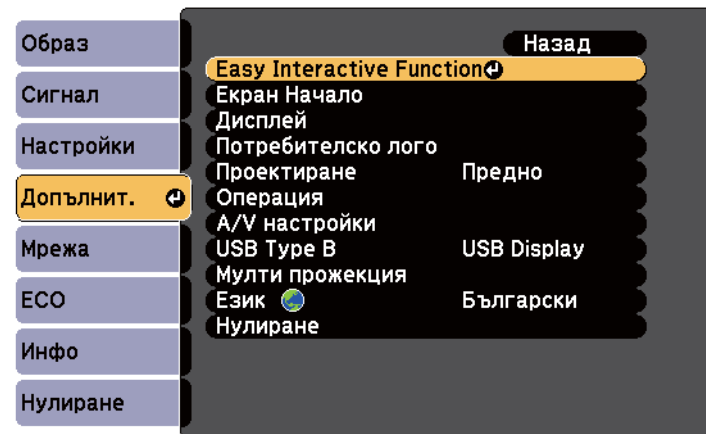 Образ
Сигнал
Настройки
Допълнит.
Мрежа
ECO
Инфо
Нулиране
Назад
Easy Interactive Function
Екран Начало
Дисплей
Потребителско лого
Проектиране Предно
Операция
A/V настройки
USB Type B USB Display
Мулти прожекция
Език Български
Нулиране